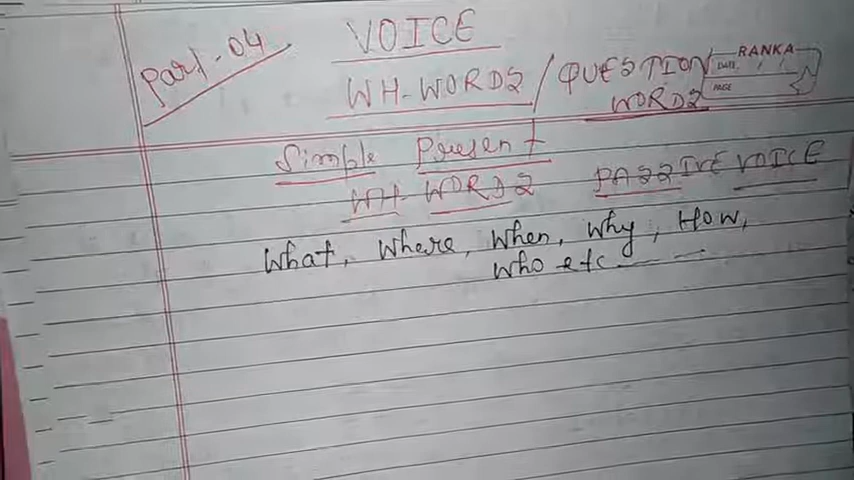 Part-04
VOICE
WH-WORDS / QUESTION WORDS
RANKA
DATE
PAGE
Simple Present
WH-WORDS PASSIVE VOICE
What, Where, When, Why, How,
Who etc